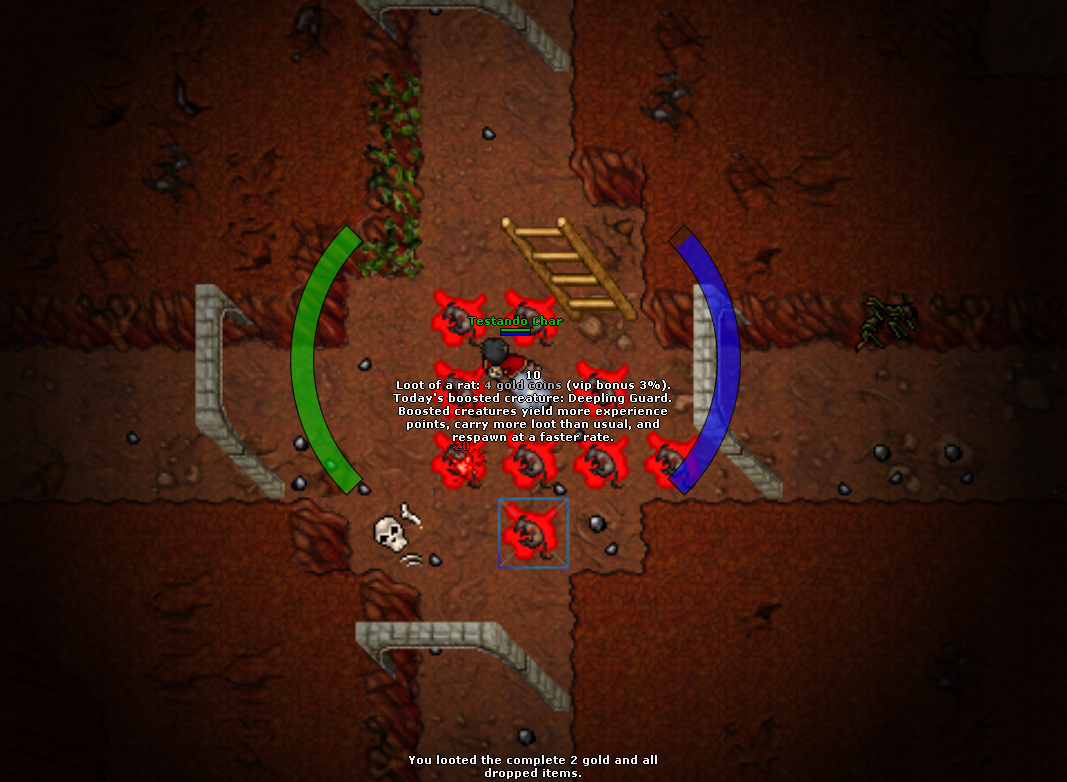 Testando Char
10
Loot of a rat: 4 gold coins (vip bonus 3%).
Today's boosted creature: Deepling Guard.
Boosted creatures yield more experience
points, carry more loot than usual, and
respawn at a faster rate.
20
You looted the complete 2 gold and all
dropped items.